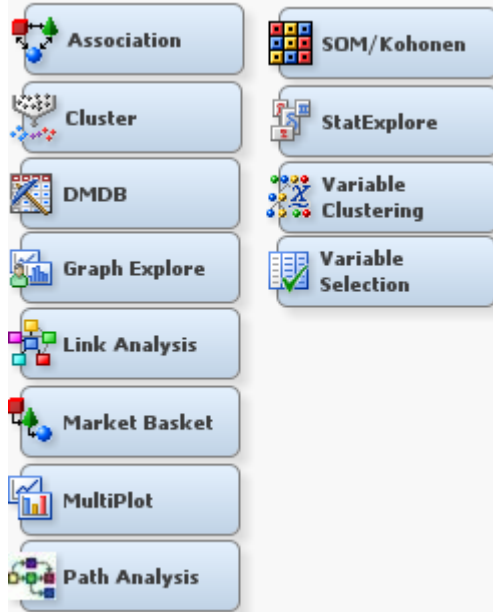 Association
Cluster
DMDB
Graph Explore
Link Analysis
Market Basket
MultiPlot
Path Analysis
SOM/Kohonen
StatExplore
Variable
Clustering
Variable
Selection